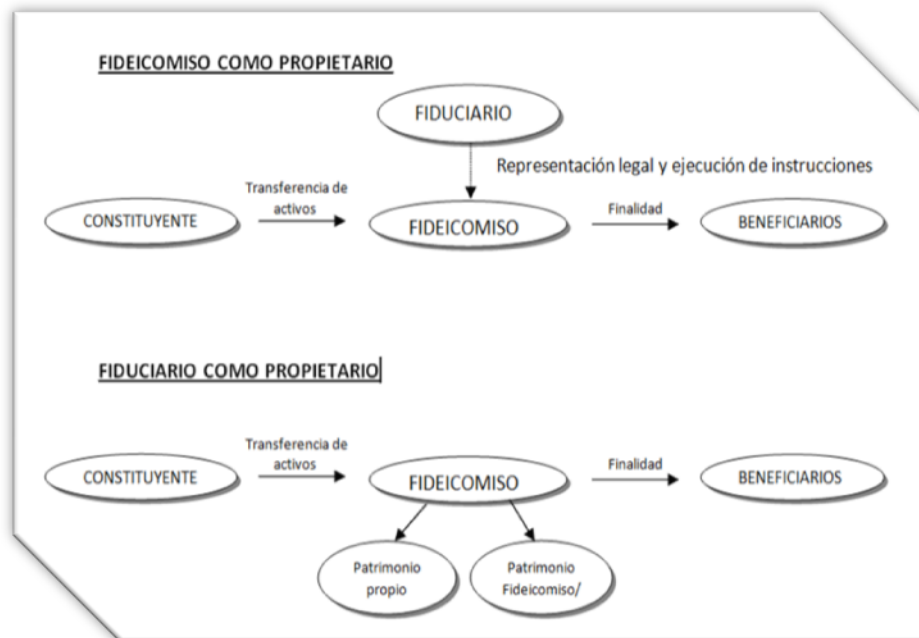 FIDEICOMISO COMO PROPIETARIO
FIDUCIARIO
Representación legal y ejecución de instrucciones
Transferencia de
activos
CONSTITUYENTE
FIDEICOMISO
Finalidad
BENEFICIARIOS
FIDUCIARIO COMO PROPIETARIO
Transferencia de
activos
CONSTITUYENTE
FIDEICOMISO
Finalidad
BENEFICIARIOS
Patrimonio
propio
Patrimonio
Fideicomiso/